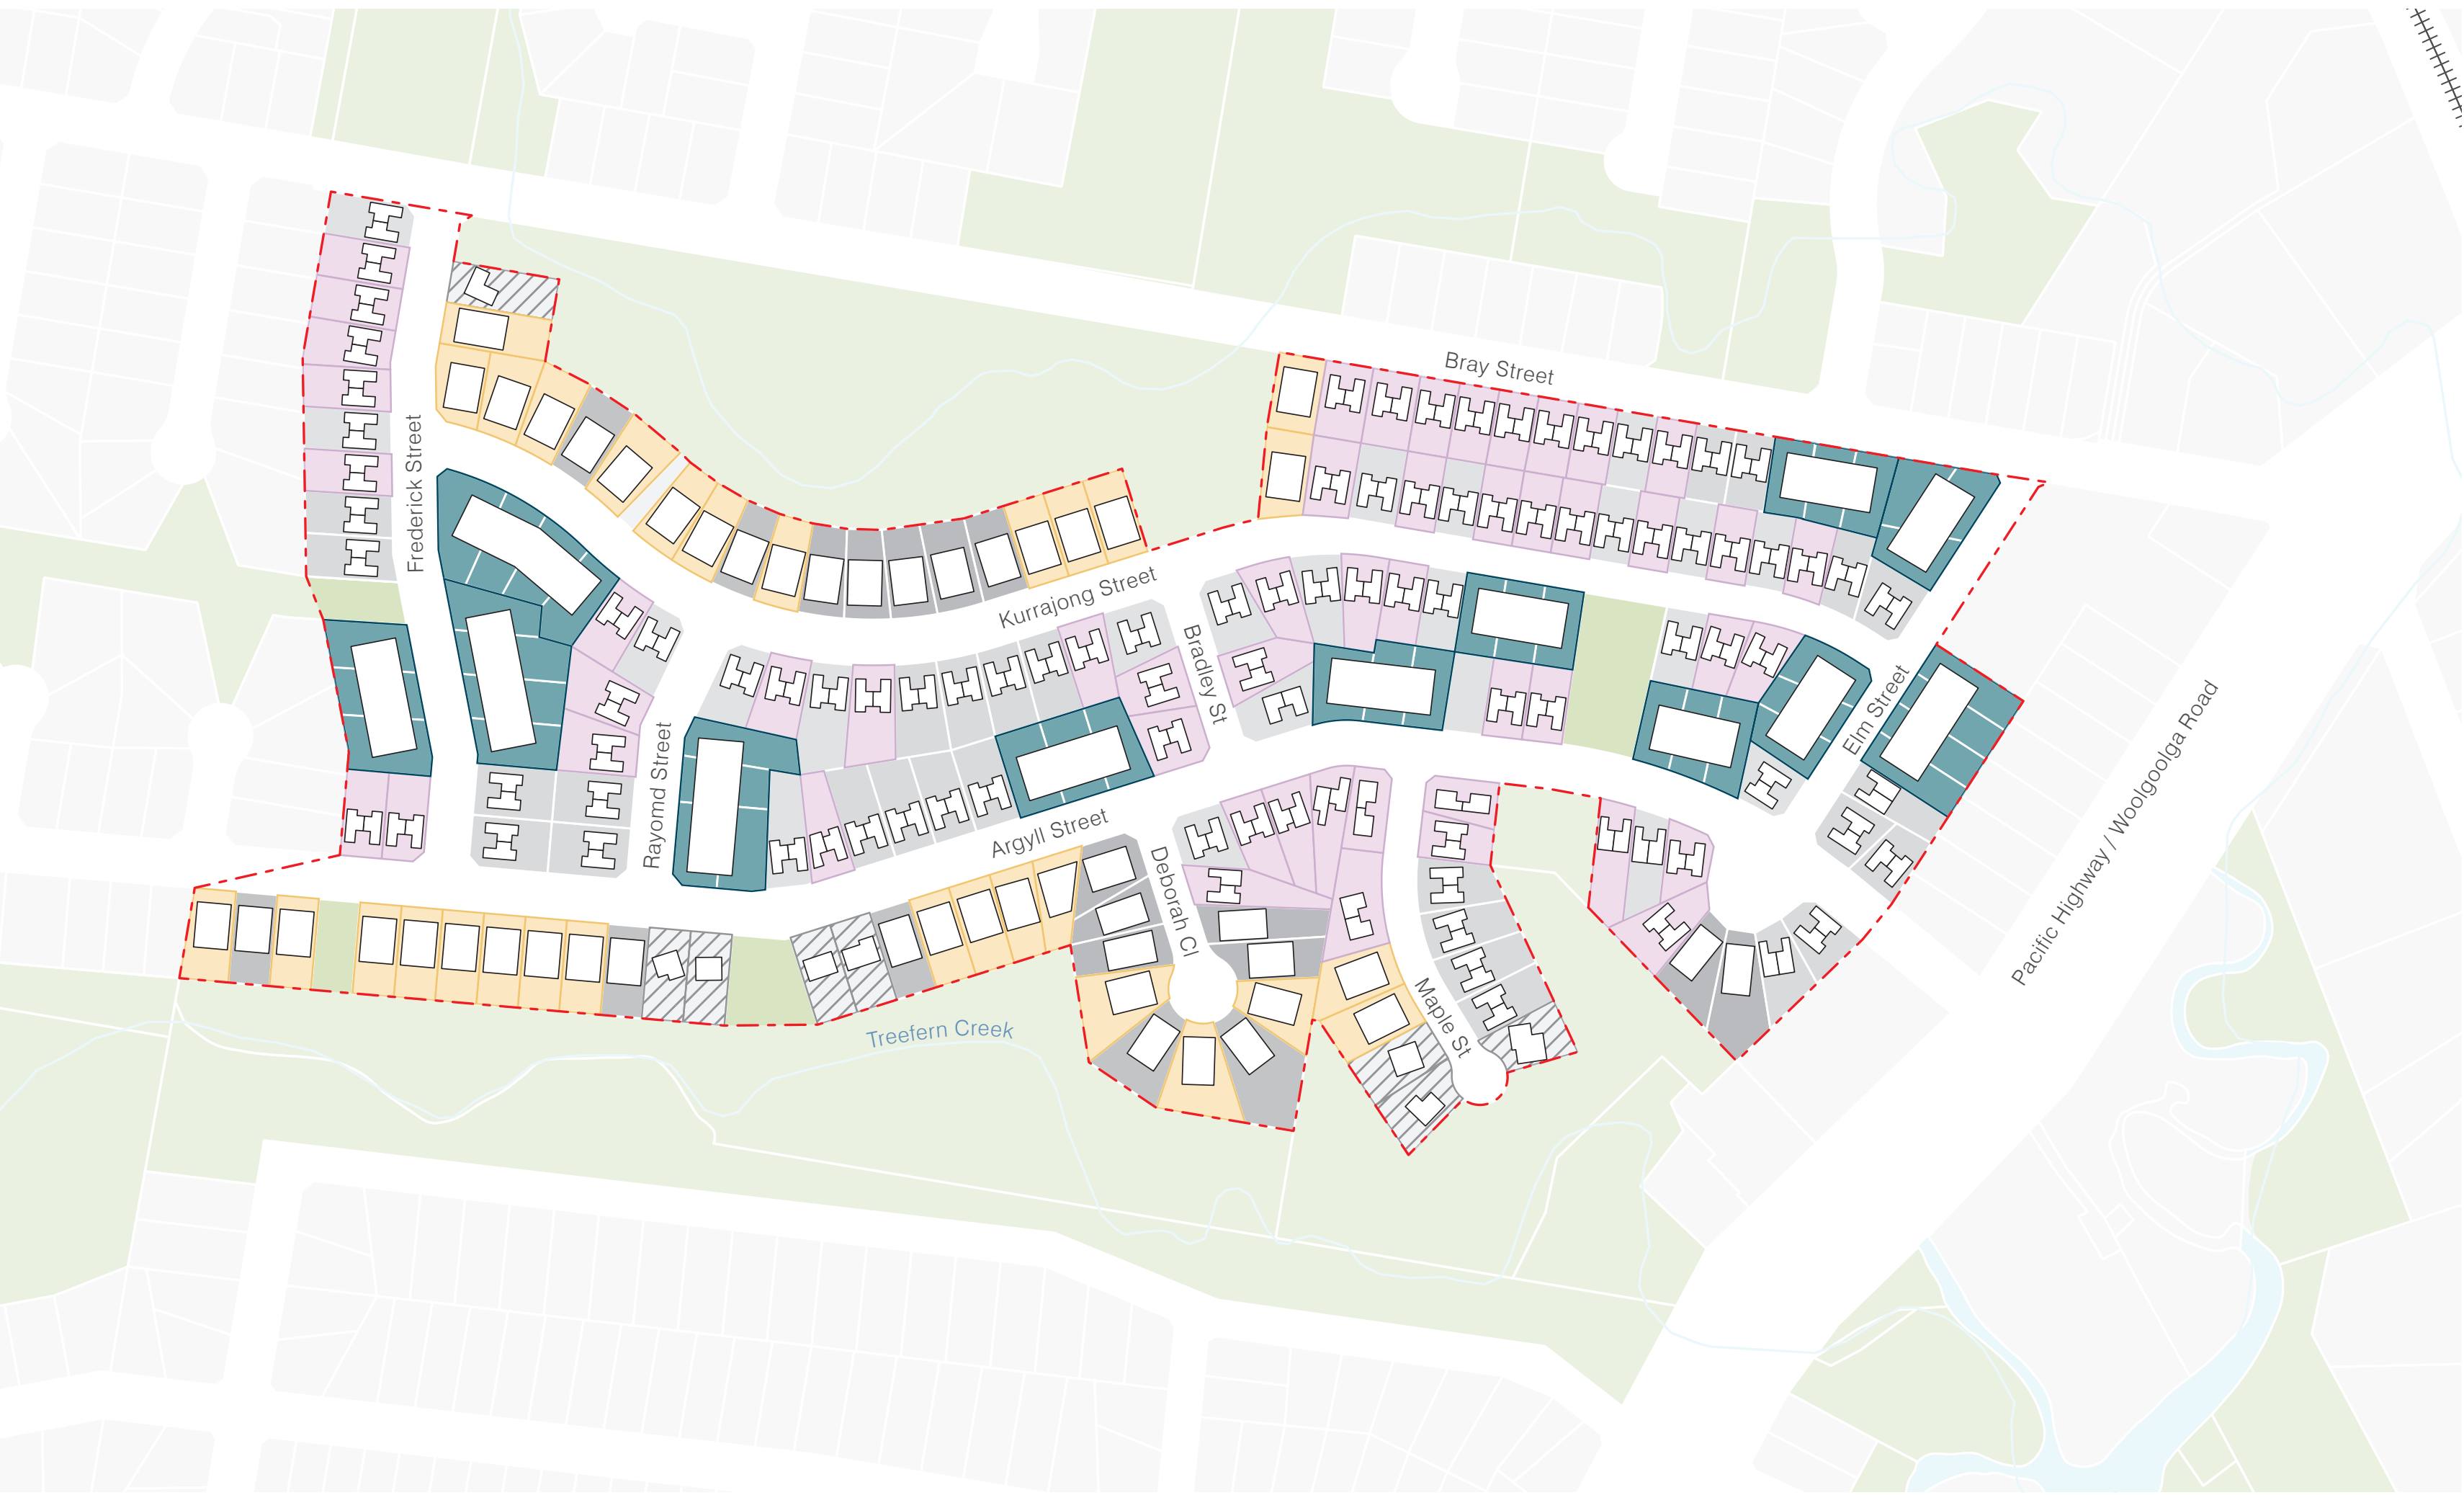 Bray Street
Frederick Street
Kurrajong Street
Bradley St
Elm Street
Pacific Highway / Woolgoolga Road
Rayomd Street
Argyll Street
Deborah Cl
Maple St
Treefern Creek